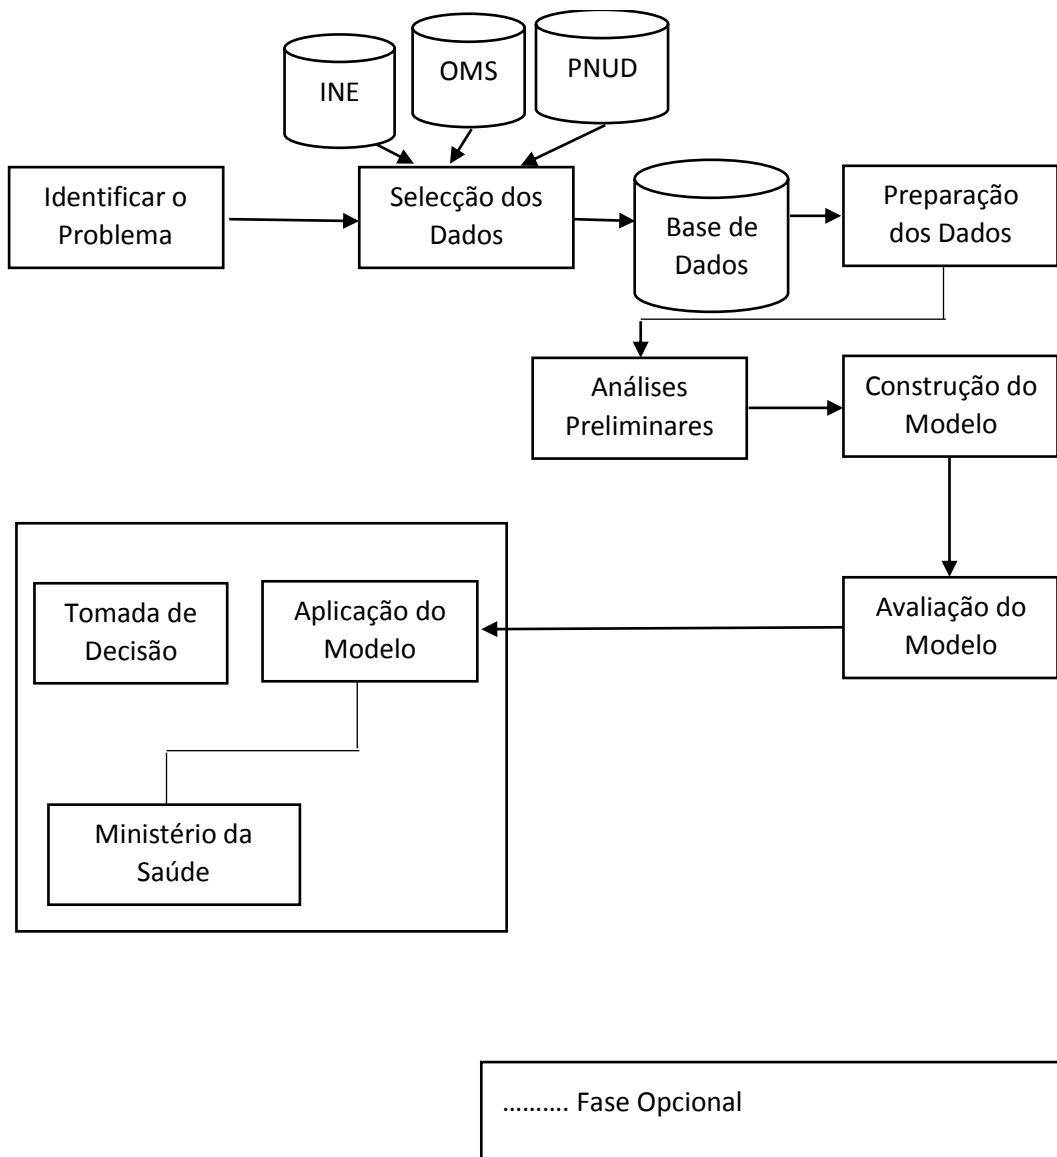 INE
OMS
PNUD
Identificar o
Problema
Selecção dos
Dados
Base de
Dados
Preparação
dos Dados
Análises
Preliminares
Construção do
Modelo
Tomada de
Decisão
Aplicação do
Modelo
Avaliação do
Modelo
Ministério da
Saúde
.......... Fase Opcional